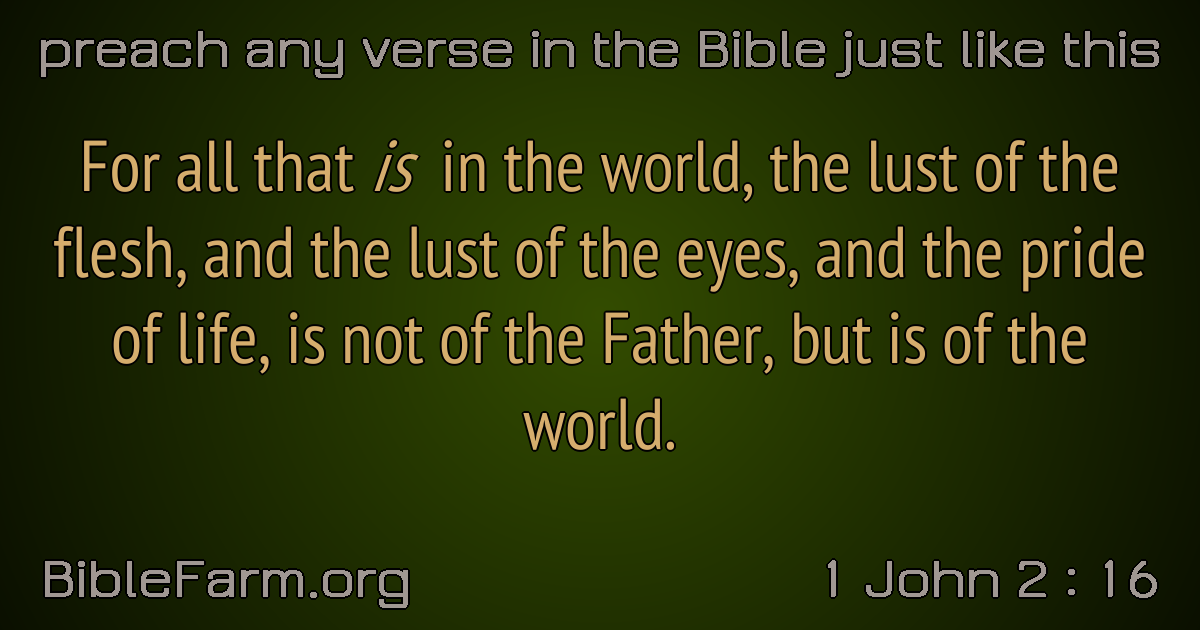 preach any verse in the Bible just like this
For all that is in the world, the lust of the
flesh, and the lust of the eyes, and the pride
of life, is not of the Father, but is of the
world.
BibleFarm.org
1 John 2 : 16